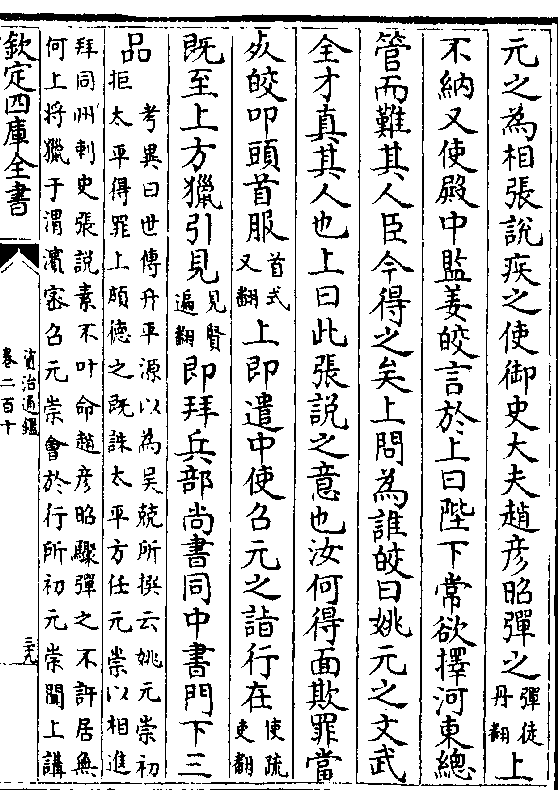 元之為相張說疾之使御史大夫趙彥昭彈之彈徒丹翻上
不納又使殿中監姜皎言於上曰陛下常欲擇河東總
管而難其人臣今得之矣上問為誰皎曰姚元之文武
全才真其人也上曰此張說之意也汝何得面欺罪當
死皎叩頭首服首式又翻上即遣中使召元之詣行在使疏吏翻
既至上方獵引見見賢遍翻即拜兵部尚書同中書門下三
品考異曰世傳升平源以為吳兢所撰云姚元崇初
拒太平得罪上頗德之既誅太平方任元崇以相進
拜同州刺史張說素不叶命趙彥昭驟彈之不許居無
何上將獵于渭濱密召元崇會於行所初元崇聞上講
欽定四庫全書
資治通鑑
卷二百十
三九